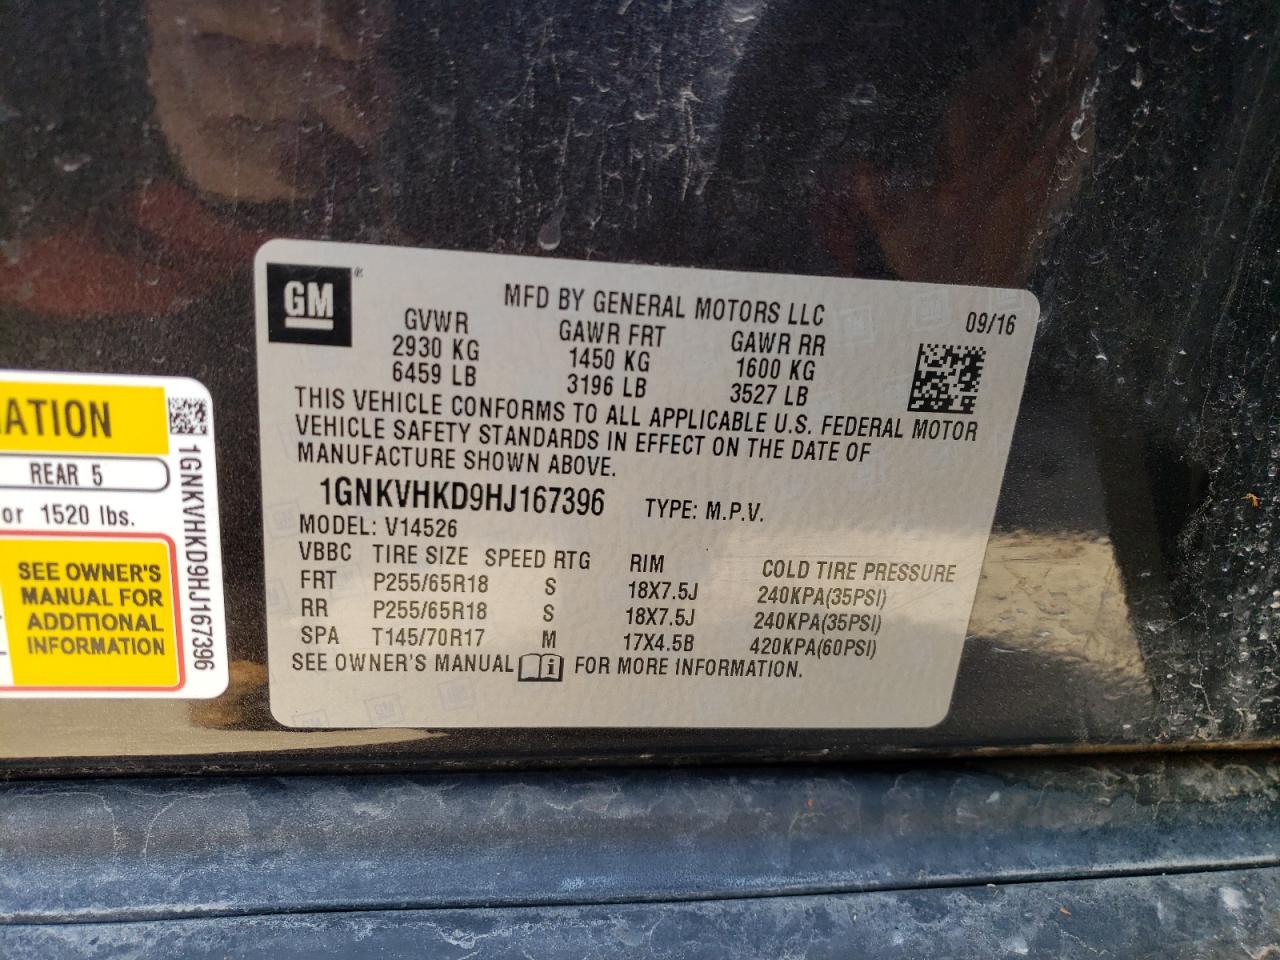 GM
MFD BY GENERAL MOTORS LLC
09/16
GVWR GAWR FRT GAWR RR
2930 KG 1450 KG 1600 KG
6459 LB 3196 LB 3527 LB
THIS VEHICLE CONFORMS TO ALL APPLICABLE U.S. FEDERAL MOTOR
VEHICLE SAFETY STANDARDS IN EFFECT ON THE DATE OF
MANUFACTURE SHOWN ABOVE.
1GNKVHKD9HJ167396 TYPE: M.P.V.
MODEL: V14526
VBBC TIRE SIZE SPEED RTG RIM COLD TIRE PRESSURE
FRT P255/65R18 S 18X7.5J 240KPA(35PSI)
RR P255/65R18 S 18X7.5J 240KPA(35PSI)
SPA T145/70R17 M 17X4.5B 420KPA(60PSI)
SEE OWNER'S MANUAL FOR MORE INFORMATION.
ATION
REAR 5
or 1520 lbs.
SEE OWNER'S
MANUAL FOR
ADDITIONAL
INFORMATION
1GNKVHKD9HJ167396